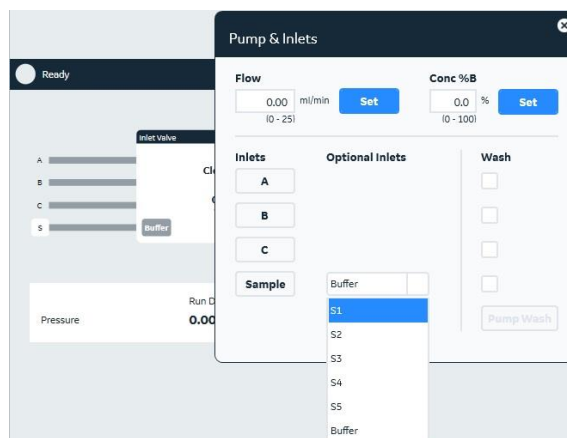 Pump & Inlets
Ready
Flow
Conc %B
0.00 ml/min Set
0.0 % Set
(0 - 25)
(0 - 100)
Inlet Valve
A
B
C
S
Buffer
Inlets
Optional Inlets
Wash
A
B
C
Sample
Buffer
S1
S2
S3
S4
S5
Buffer
Pump Wash
Pressure
0.00